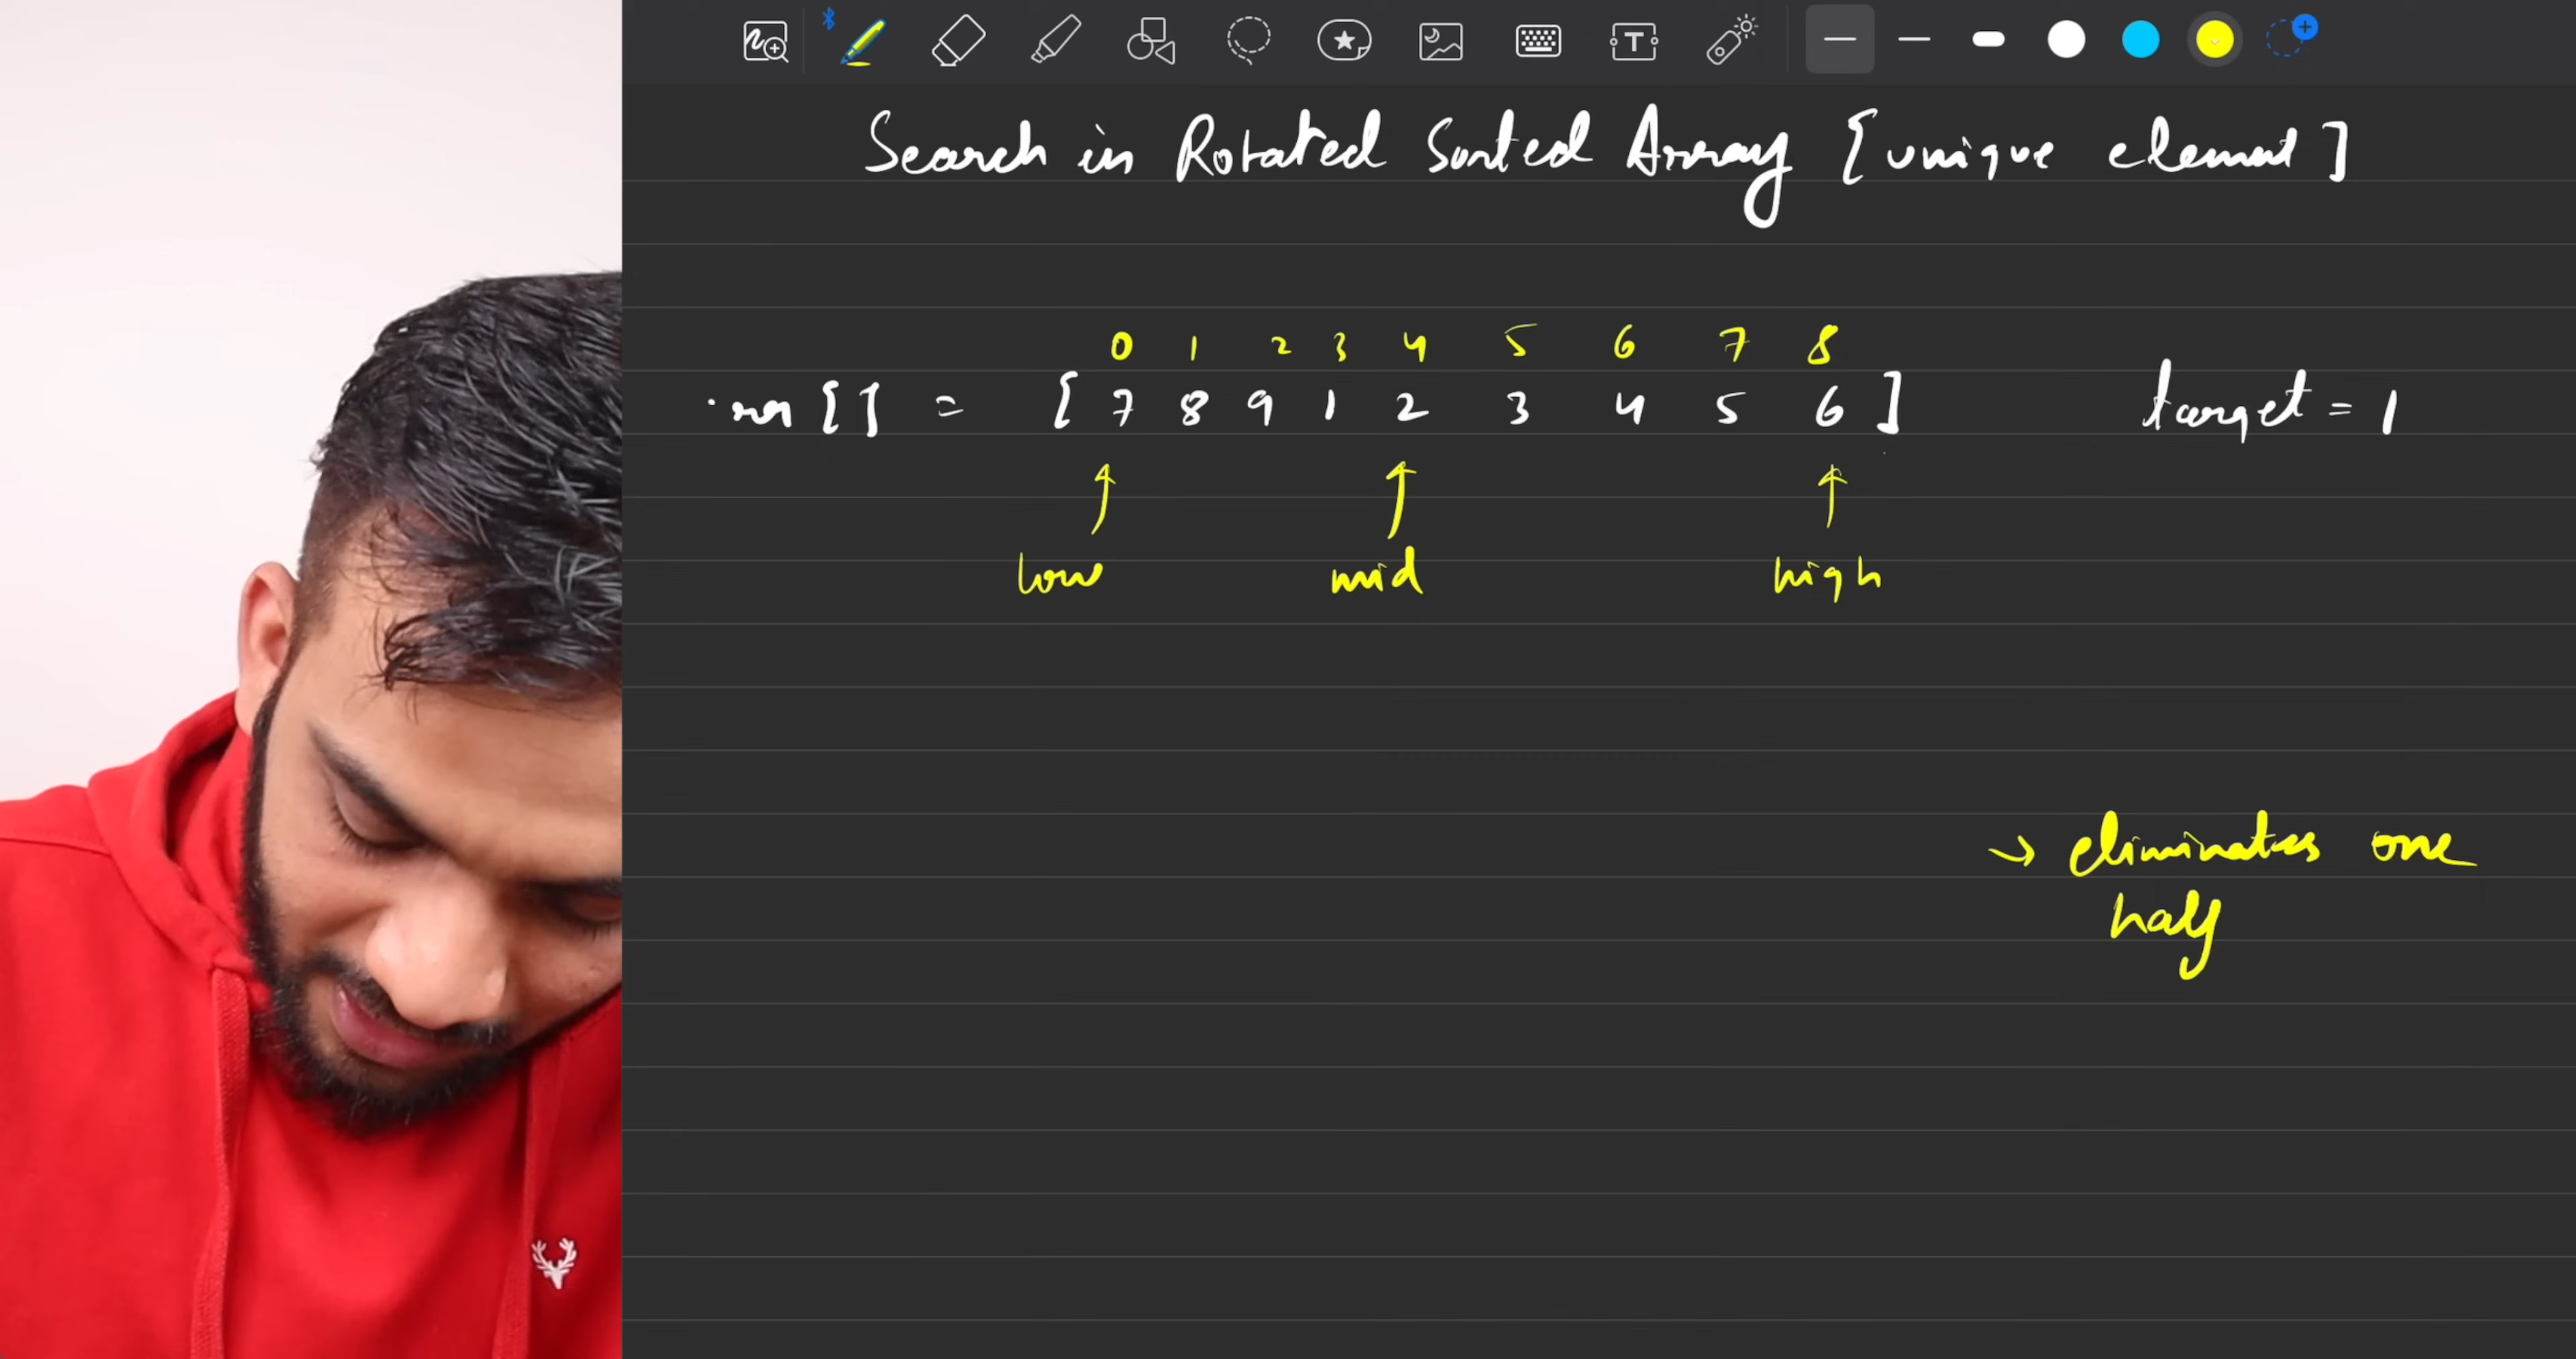 Search in Rotated Sorted Array [unique element]
0 1 2 3 4 5 6 7 8
[] = [ 7 8 9 1 2 3 4 5 6 ] target = 1
low mid high
→ eliminates one
half